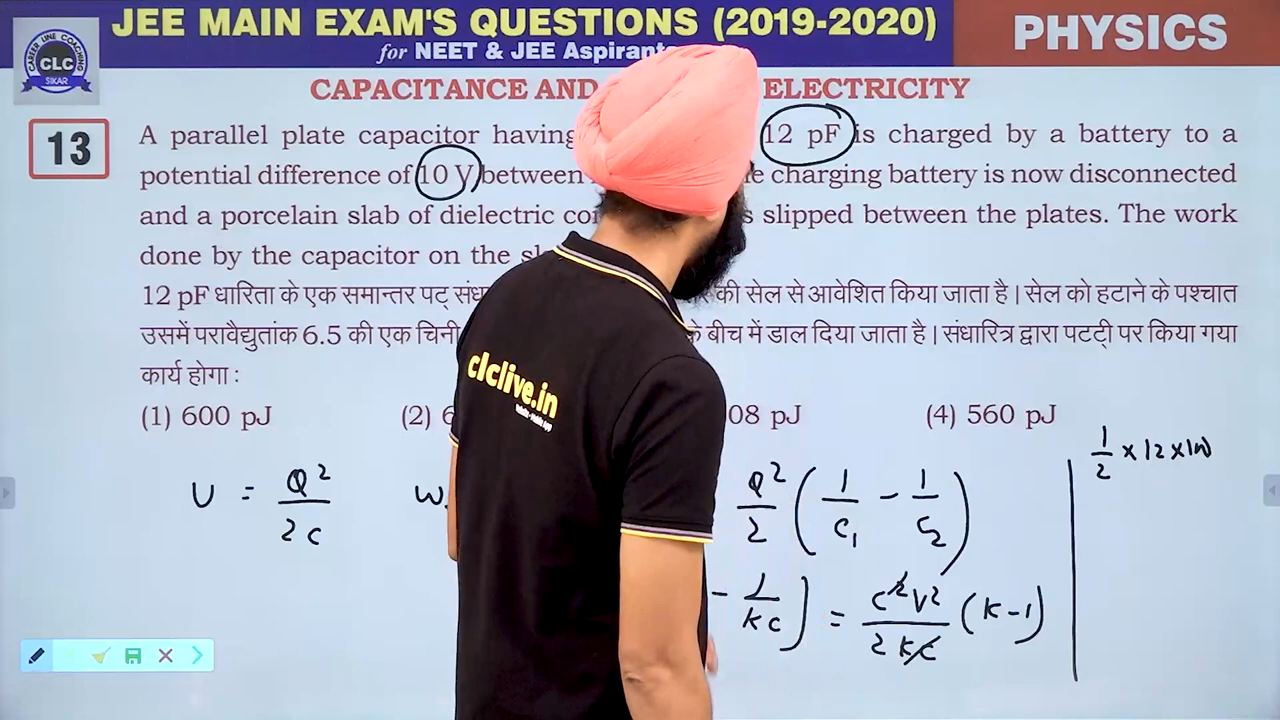 JEE MAIN EXAM'S QUESTIONS (2019-2020)
for NEET & JEE Aspirants
PHYSICS
CAREER LINE COACHING
CLC
SIKAR
CAPACITANCE AND ELECTRICITY
13
A parallel plate capacitor having 12 pF is charged by a battery to a
potential difference of 10 V between charging battery is now disconnected
and a porcelain slab of dielectric slipped between the plates. The work
done by the capacitor on the
12 pF धारिता के एक समान्तर पट् की सेल से आवेशित किया जाता है। सेल को हटाने के पश्चात
उसमें परावैद्युतांक 6.5 की एक चिनी के बीच में डाल दिया जाता है। संधारित्र द्वारा पटटी् पर किया गया
कार्य होगा :
(1) 600 pJ (2) 08 pJ (4) 560 pJ
U = Q²/2C W Q²/2 (1/C₁ - 1/C₂)
- 1/KC) = C²V²/2KC (K-1)
1/2 × 12 × 100
clclive.in